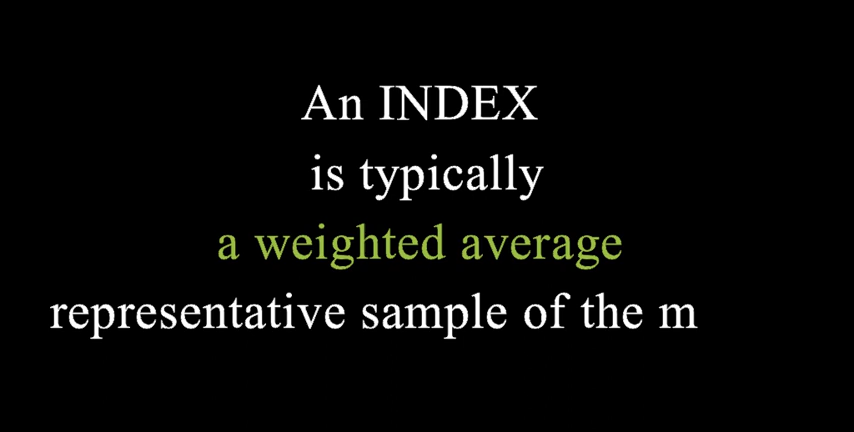 An INDEX
is typically
a weighted average
representative sample of the m